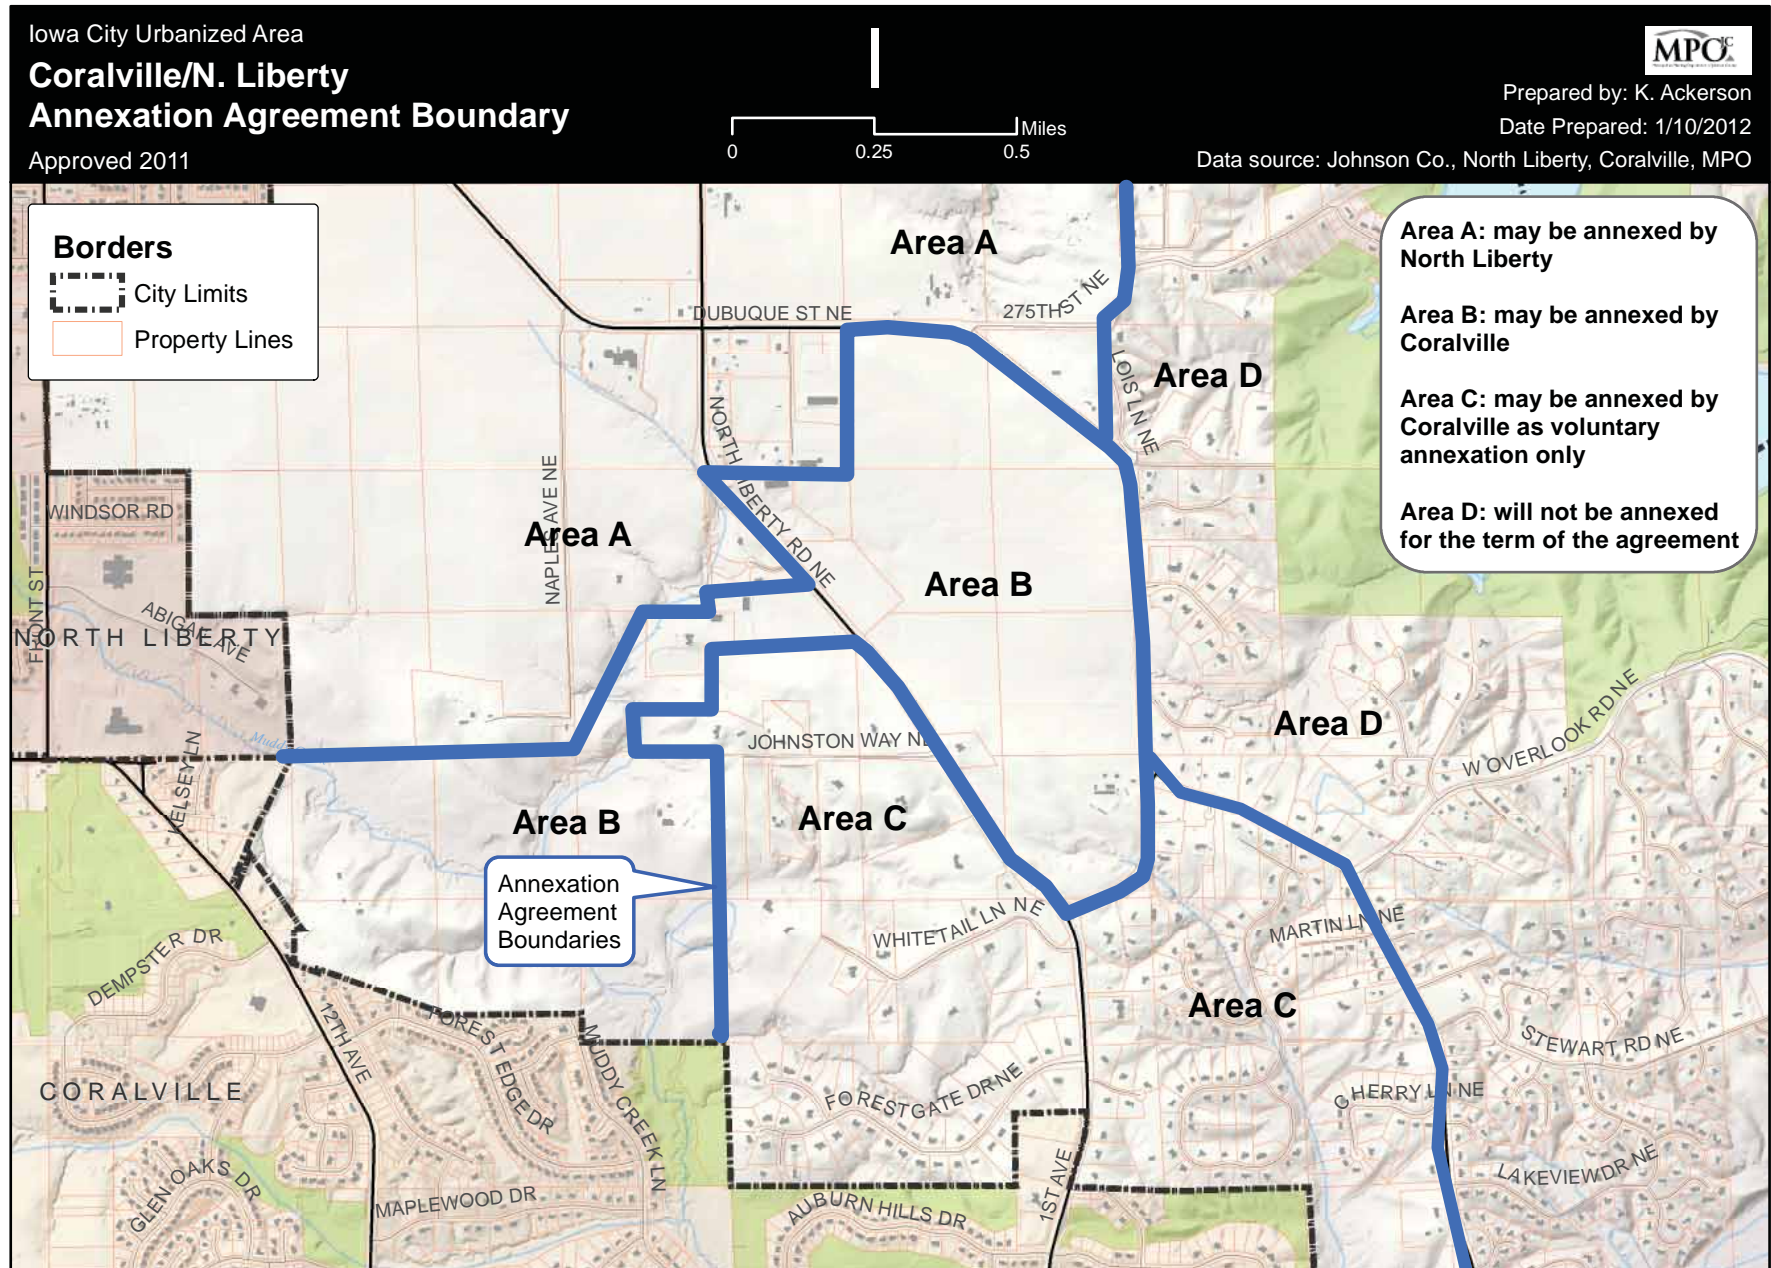 Iowa City Urbanized Area
Coralville/N. Liberty
Annexation Agreement Boundary
Approved 2011
Miles
0 0.25 0.5
MPOJC
Prepared by: K. Ackerson
Date Prepared: 1/10/2012
Data source: Johnson Co., North Liberty, Coralville, MPO
Borders
City Limits
Property Lines
Area A: may be annexed by
North Liberty
Area B: may be annexed by
Coralville
Area C: may be annexed by
Coralville as voluntary
annexation only
Area D: will not be annexed
for the term of the agreement
Area A
DUBUQUE ST NE
275TH ST NE
LOIS LN NE
Area D
NORTH LIBERTY RD NE
NAPLES AVE NE
Area A
WINDSOR RD
FRONT ST
ABIGAIL AVE
NORTH LIBERTY
Area B
Area D
W OVERLOOK RD NE
JOHNSTON WAY NE
KELSEY LN
Area B
Area C
Annexation
Agreement
Boundaries
WHITETAIL LN NE
MARTIN LN NE
DEMPSTER DR
12TH AVE
FOREST EDGE DR
MUDDY CREEK LN
Area C
STEWART RD NE
CORALVILLE
FORESTGATE DR NE
CHERRY LN NE
GLEN OAKS DR
MAPLEWOOD DR
AUBURN HILLS DR
1ST AVE
LAKEVIEW DR NE